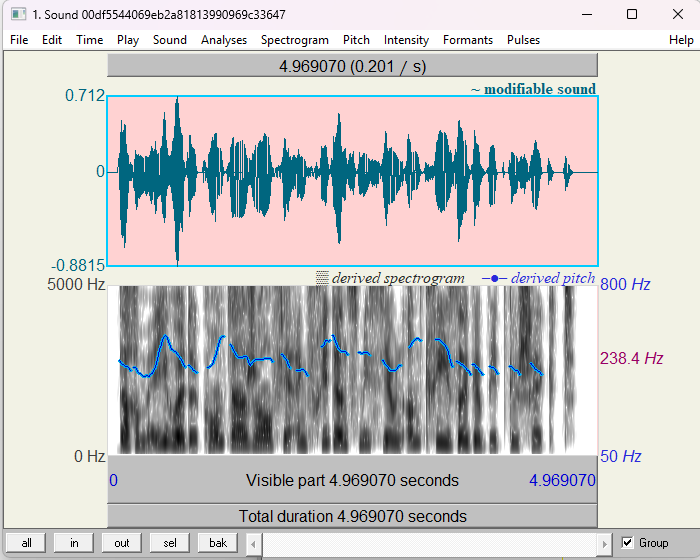 1. Sound 00df5544069eb2a81813990969c33647
File Edit Time Play Sound Analyses Spectrogram Pitch Intensity Formants Pulses Help
4.969070 (0.201 / s)
~ modifiable sound
0.712
0
-0.8815
derived spectrogram derived pitch
5000 Hz 800 Hz
238.4 Hz
0 Hz 50 Hz
0 Visible part 4.969070 seconds 4.969070
Total duration 4.969070 seconds
all in out sel bak Group